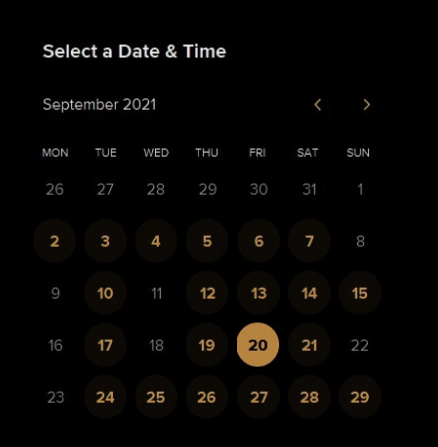 Select a Date & Time
September 2021
MON TUE WED THU FRI SAT SUN
26 27 28 29 30 31 1
2 3 4 5 6 7 8
9 10 11 12 13 14 15
16 17 18 19 20 21 22
23 24 25 26 27 28 29